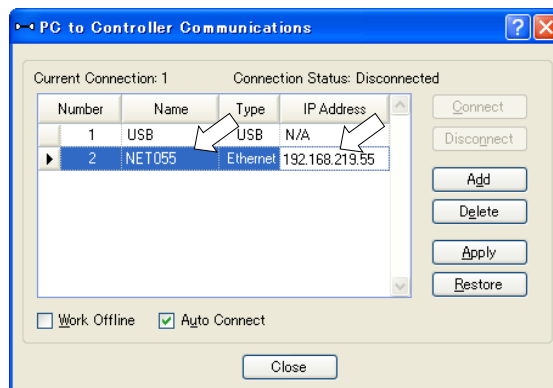 PC to Controller Communications
Current Connection: 1 Connection Status: Disconnected
Number Name Type IP Address
1 USB USB N/A
2 NET055 Ethernet 192.168.219.55
Connect
Disconnect
Add
Delete
Apply
Restore
Work Offline Auto Connect
Close